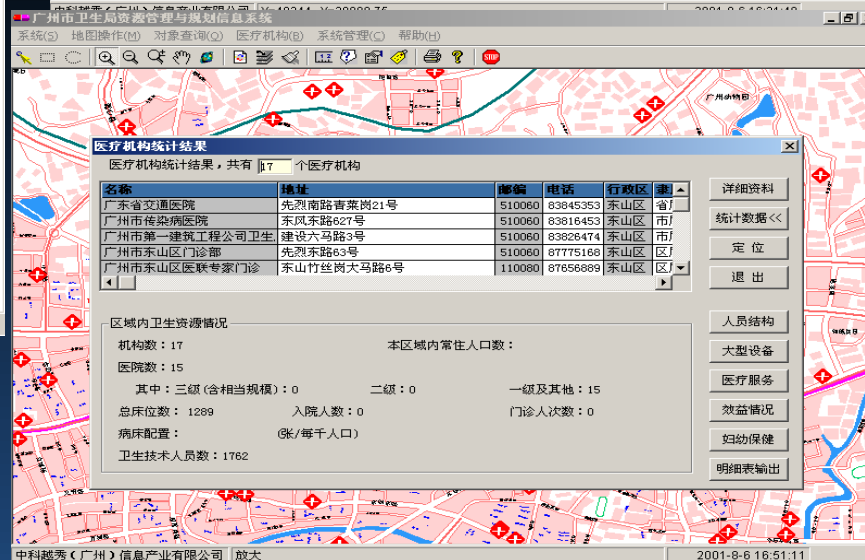 广州市卫生局资源管理与规划信息系统
系统(S) 地图操作(M) 对象查询(Q) 医疗机构(B) 系统管理(C) 帮助(H)
STOP
广州动物园
医疗机构统计结果
医疗机构统计结果，共有 17 个医疗机构
名称 地址 邮编 电话 行政区
广东省交通医院 先烈南路青菜岗21号 510060 83845353 东山区
广州市传染病医院 东风东路627号 510060 83816453 东山区
广州市第一建筑工程公司卫生 建设六马路3号 510060 83826474 东山区
广州市东山区门诊部 先烈东路63号 510060 87775168 东山区
广州市东山区医联专家门诊 东山竹丝岗大马路6号 110080 87656889 东山区
详细资料
统计数据<<
定 位
退 出
区域内卫生资源情况
机构数：17 本区域内常住人口数：
医院数：15
其中：三级(含相当规模)：0 二级：0 一级及其他：15
总床位数： 1289 入院人数：0 门诊人次数：0
病床配置： (张/每千人口)
卫生技术人员数：1762
人员结构
大型设备
医疗服务
效益情况
妇幼保健
明细表输出
中科越秀(广州)信息产业有限公司 放大 2001-8-6 16:51:11